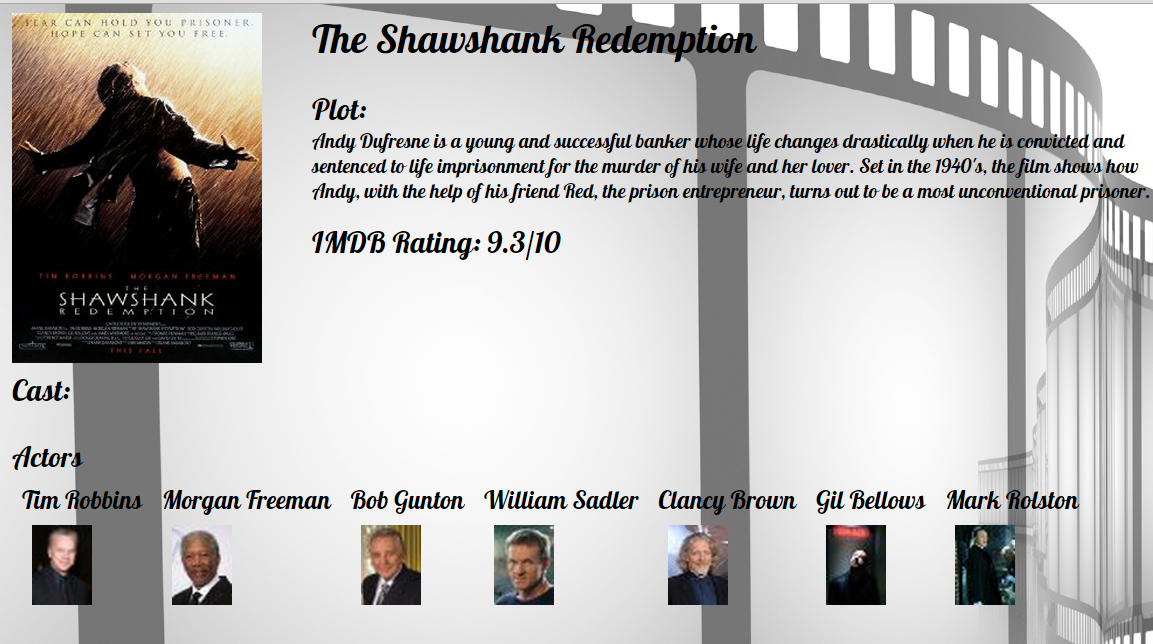 FEAR CAN HOLD YOU PRISONER.
HOPE CAN SET YOU FREE.
TIM ROBBINS MORGAN FREEMAN
THE
SHAWSHANK
REDEMPTION
THIS FALL
The Shawshank Redemption
Plot:
Andy Dufresne is a young and successful banker whose life changes drastically when he is convicted and
sentenced to life imprisonment for the murder of his wife and her lover. Set in the 1940's, the film shows how
Andy, with the help of his friend Red, the prison entrepreneur, turns out to be a most unconventional prisoner.
IMDB Rating: 9.3/10
Cast:
Actors
Tim Robbins Morgan Freeman Bob Gunton William Sadler Clancy Brown Gil Bellows Mark Rolston